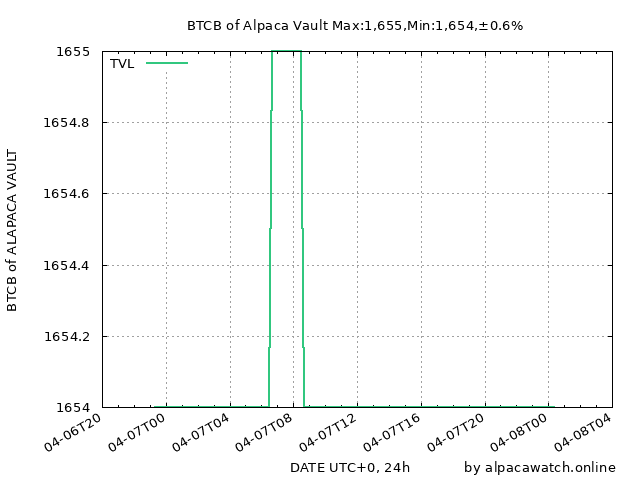 BTCB of Alpaca Vault Max:1,655,Min:1,654,±0.6%
TVL
1655
1654.8
1654.6
1654.4
1654.2
1654
BTCB of ALAPACA VAULT
04-06T20
04-07T00
04-07T04
04-07T08
04-07T12
04-07T16
04-07T20
04-08T00
04-08T04
DATE UTC+0, 24h
by alpacawatch.online